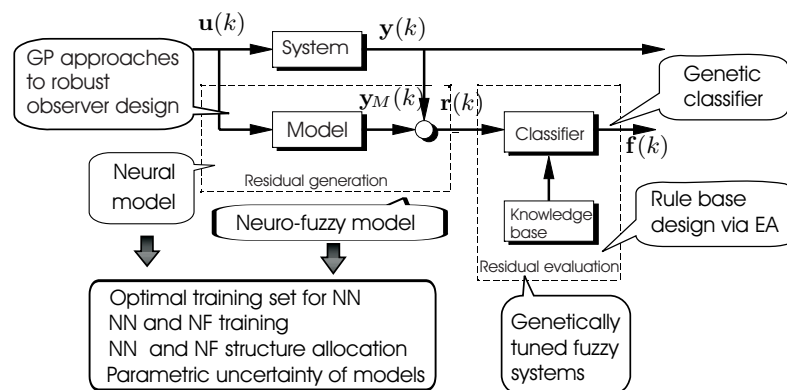 u(k)
System
y(k)
GP approaches
to robust
observer design
Model
y_M(k)
r(k)
Classifier
f(k)
Genetic
classifier
Neural
model
Residual generation
Neuro-fuzzy model
Knowledge
base
Rule base
design via EA
Residual evaluation
Optimal training set for NN
NN and NF training
NN and NF structure allocation
Parametric uncertainty of models
Genetically
tuned fuzzy
systems